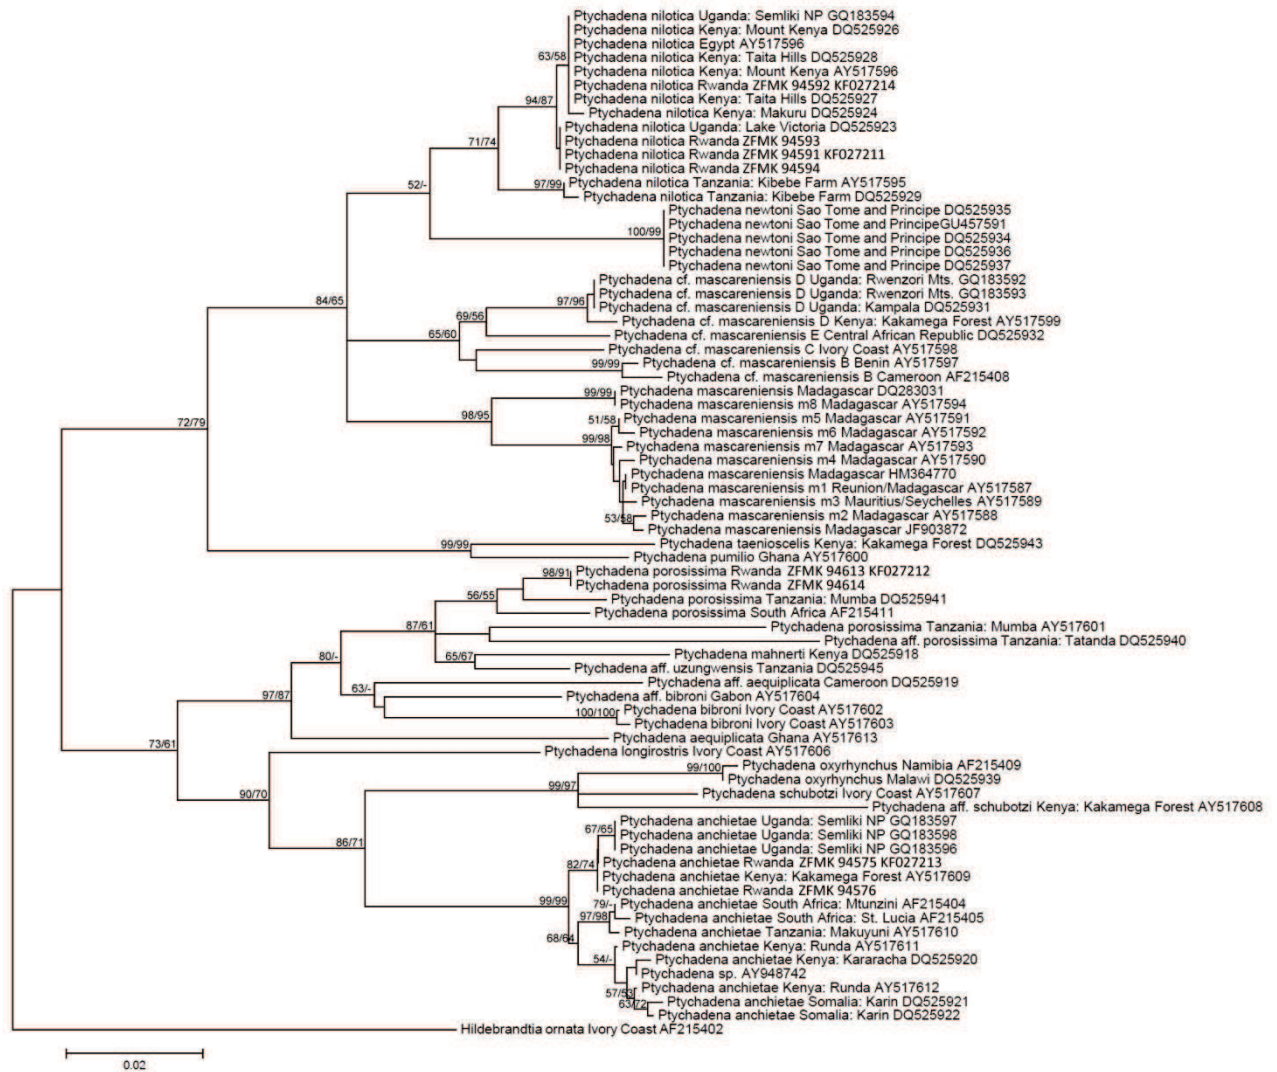 Ptychadena nilotica Uganda: Semliki NP GQ183594
Ptychadena nilotica Kenya: Mount Kenya DQ525926
Ptychadena nilotica Egypt AY517596
63/58
Ptychadena nilotica Kenya: Taita Hills DQ525928
Ptychadena nilotica Kenya: Mount Kenya AY517596
Ptychadena nilotica Rwanda ZFMK 94592 KF027214
94/87
Ptychadena nilotica Kenya: Taita Hills DQ525927
Ptychadena nilotica Kenya: Makuru DQ525924
Ptychadena nilotica Uganda: Lake Victoria DQ525923
71/74
Ptychadena nilotica Rwanda ZFMK 94593
Ptychadena nilotica Rwanda ZFMK 94591 KF027211
Ptychadena nilotica Rwanda ZFMK 94594
52/-
97/99
Ptychadena nilotica Tanzania: Kibebe Farm AY517595
Ptychadena nilotica Tanzania: Kibebe Farm DQ525929
Ptychadena newtoni Sao Tome and Principe DQ525935
Ptychadena newtoni Sao Tome and PrincipeGU457591
100/99
Ptychadena newtoni Sao Tome and Principe DQ525934
Ptychadena newtoni Sao Tome and Principe DQ525936
Ptychadena newtoni Sao Tome and Principe DQ525937
Ptychadena cf. mascareniensis D Uganda: Rwenzori Mts. GQ183592
84/65
97/96
Ptychadena cf. mascareniensis D Uganda: Rwenzori Mts. GQ183593
Ptychadena cf. mascareniensis D Uganda: Kampala DQ525931
69/56
Ptychadena cf. mascareniensis D Kenya: Kakamega Forest AY517599
65/60
Ptychadena cf. mascareniensis E Central African Republic DQ525932
Ptychadena cf. mascareniensis C Ivory Coast AY517598
99/99
Ptychadena cf. mascareniensis B Benin AY517597
Ptychadena cf. mascareniensis B Cameroon AF215408
99/99
Ptychadena mascareniensis Madagascar DQ283031
Ptychadena mascareniensis m8 Madagascar AY517594
98/95
51/58
Ptychadena mascareniensis m5 Madagascar AY517591
72/79
Ptychadena mascareniensis m6 Madagascar AY517592
99/98
Ptychadena mascareniensis m7 Madagascar AY517593
Ptychadena mascareniensis m4 Madagascar AY517590
Ptychadena mascareniensis Madagascar HM364770
Ptychadena mascareniensis m1 Reunion/Madagascar AY517587
Ptychadena mascareniensis m3 Mauritius/Seychelles AY517589
53/58
Ptychadena mascareniensis m2 Madagascar AY517588
Ptychadena mascareniensis Madagascar JF903872
99/99
Ptychadena taenioscelis Kenya: Kakamega Forest DQ525943
Ptychadena pumilio Ghana AY517600
98/91
Ptychadena porosissima Rwanda ZFMK 94613 KF027212
Ptychadena porosissima Rwanda ZFMK 94614
56/55
Ptychadena porosissima Tanzania: Mumba DQ525941
Ptychadena porosissima South Africa AF215411
87/61
Ptychadena porosissima Tanzania: Mumba AY517601
Ptychadena aff. porosissima Tanzania: Tatanda DQ525940
80/-
65/67
Ptychadena mahnerti Kenya DQ525918
Ptychadena aff. uzungwensis Tanzania DQ525945
63/-
Ptychadena aff. aequiplicata Cameroon DQ525919
97/87
Ptychadena aff. bibroni Gabon AY517604
100/100
Ptychadena bibroni Ivory Coast AY517602
Ptychadena bibroni Ivory Coast AY517603
73/61
Ptychadena aequiplicata Ghana AY517613
Ptychadena longirostris Ivory Coast AY517606
99/100
Ptychadena oxyrhynchus Namibia AF215409
Ptychadena oxyrhynchus Malawi DQ525939
90/70
99/97
Ptychadena schubotzi Ivory Coast AY517607
Ptychadena aff. schubotzi Kenya: Kakamega Forest AY517608
Ptychadena anchietae Uganda: Semliki NP GQ183597
67/65
Ptychadena anchietae Uganda: Semliki NP GQ183598
86/71
Ptychadena anchietae Uganda: Semliki NP GQ183596
82/74
Ptychadena anchietae Rwanda ZFMK 94575 KF027213
Ptychadena anchietae Kenya: Kakamega Forest AY517609
Ptychadena anchietae Rwanda ZFMK 94576
99/99
79/-
Ptychadena anchietae South Africa: Mtunzini AF215404
97/98
Ptychadena anchietae South Africa: St. Lucia AF215405
Ptychadena anchietae Tanzania: Makuyuni AY517610
68/64
Ptychadena anchietae Kenya: Runda AY517611
54/-
Ptychadena anchietae Kenya: Kararacha DQ525920
Ptychadena sp. AY948742
57/53
Ptychadena anchietae Kenya: Runda AY517612
63/72
Ptychadena anchietae Somalia: Karin DQ525921
Ptychadena anchietae Somalia: Karin DQ525922
Hildebrandtia ornata Ivory Coast AF215402
0.02